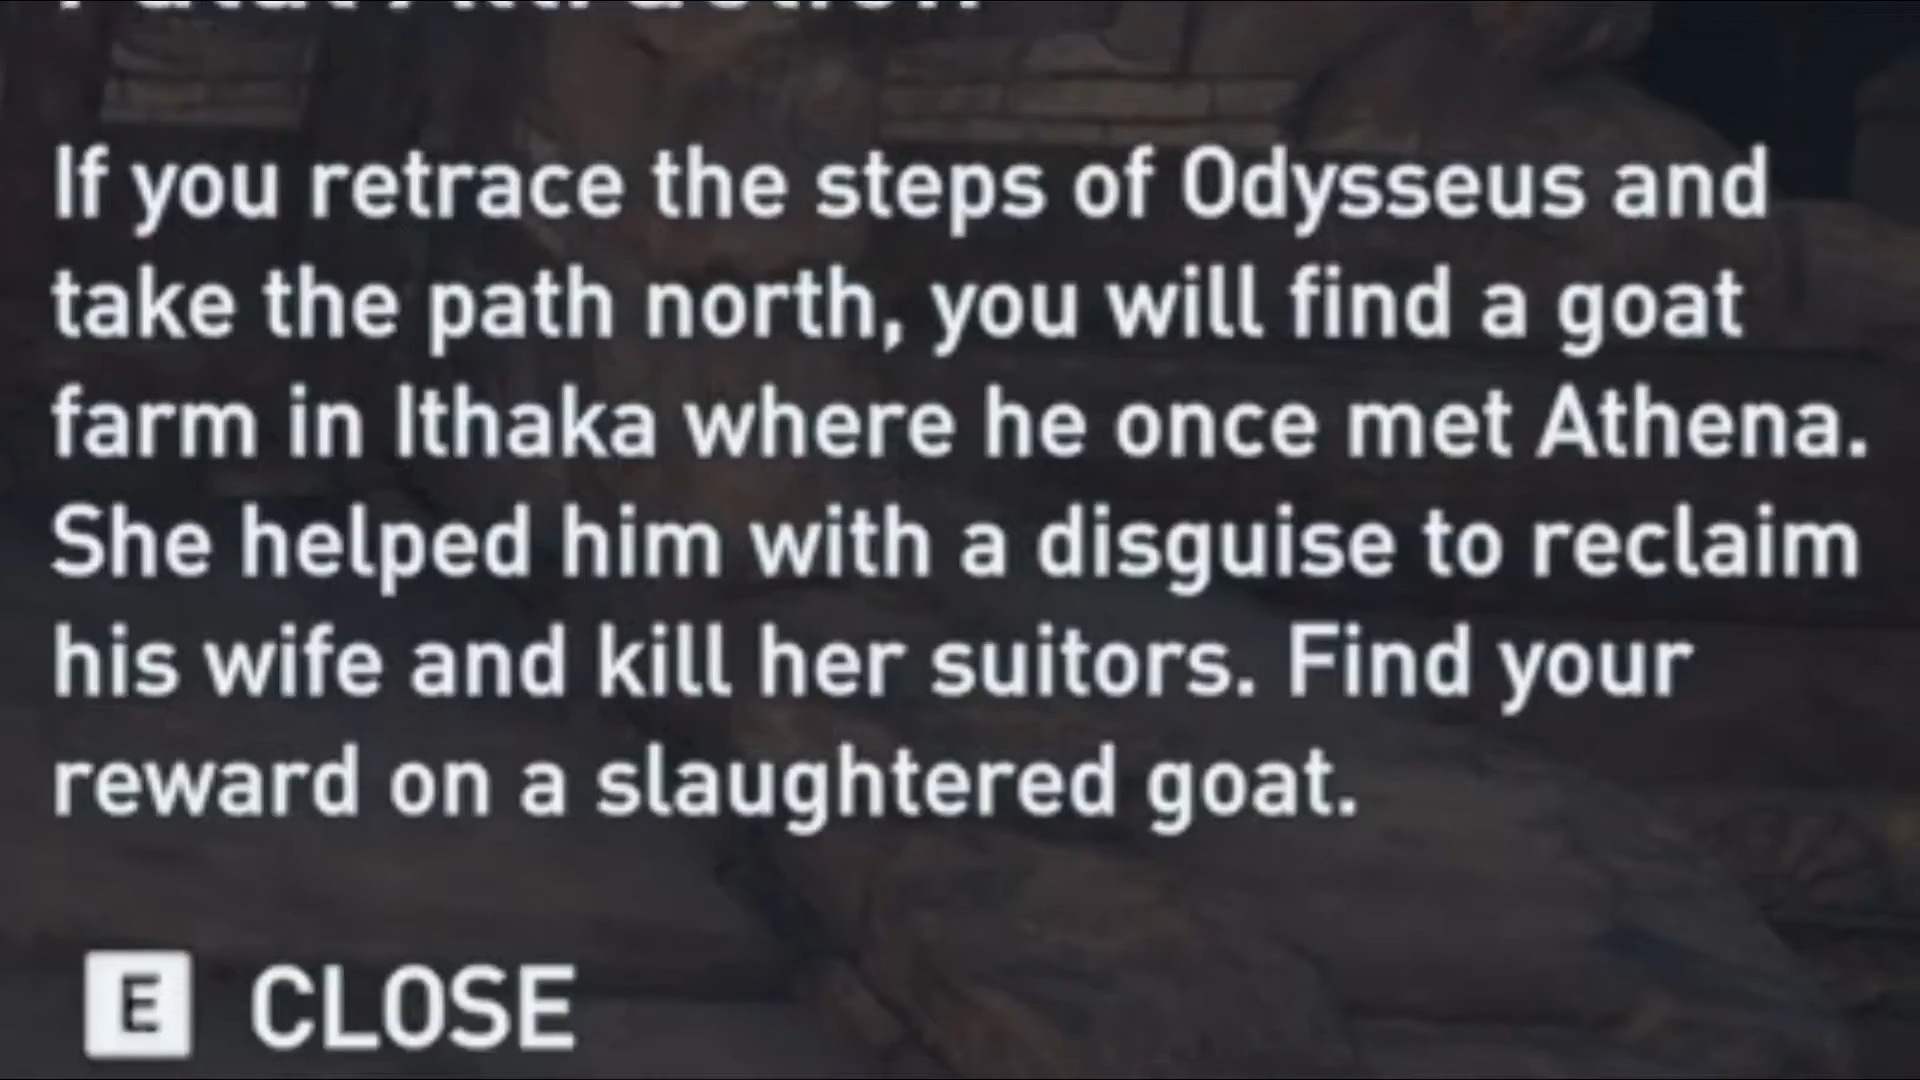 If you retrace the steps of Odysseus and
take the path north, you will find a goat
farm in Ithaka where he once met Athena.
She helped him with a disguise to reclaim
his wife and kill her suitors. Find your
reward on a slaughtered goat.
E CLOSE